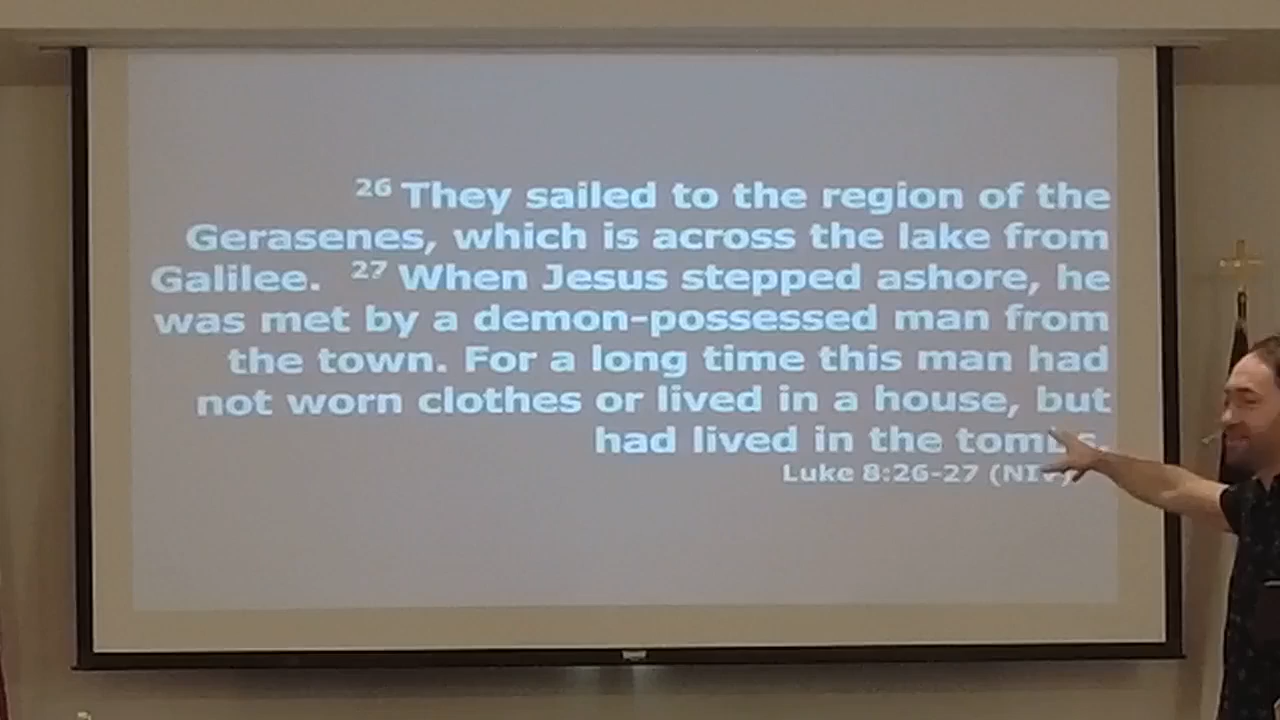 26 They sailed to the region of the
Gerasenes, which is across the lake from
Galilee. 27 When Jesus stepped ashore, he
was met by a demon-possessed man from
the town. For a long time this man had
not worn clothes or lived in a house, but
had lived in the tombs.
Luke 8:26-27 (NIV)